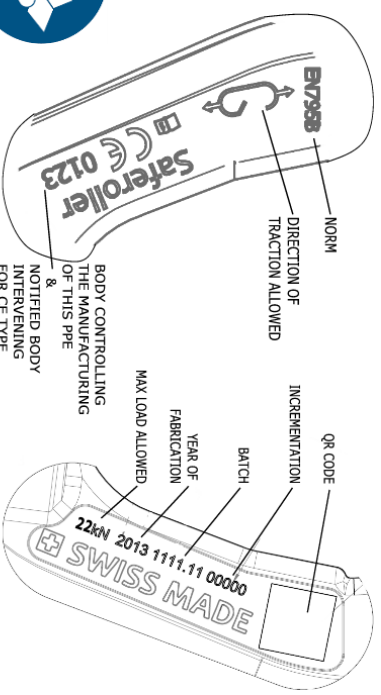 EN795B
Saferoller
CE 0123
NORM
DIRECTION OF
TRACTION ALLOWED
BODY CONTROLLING
THE MANUFACTURING
OF THIS PPE
&
NOTIFIED BODY
INTERVENING
FOR CE TYPE
QR CODE
INCREMENTATION
BATCH
YEAR OF
FABRICATION
MAX LOAD ALLOWED
22kN 2013 1111.11 00000
SWISS MADE